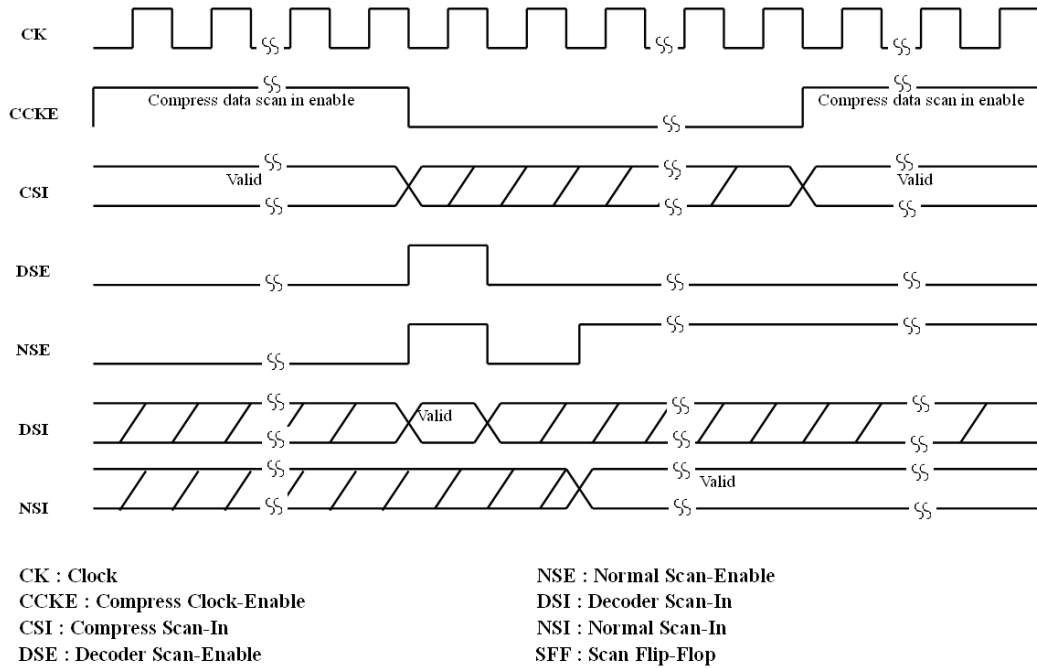 CK
CCKE
Compress data scan in enable
Compress data scan in enable
CSI
Valid
Valid
DSE
NSE
DSI
Valid
NSI
Valid
CK : Clock
CCKE : Compress Clock-Enable
CSI : Compress Scan-In
DSE : Decoder Scan-Enable
NSE : Normal Scan-Enable
DSI : Decoder Scan-In
NSI : Normal Scan-In
SFF : Scan Flip-Flop